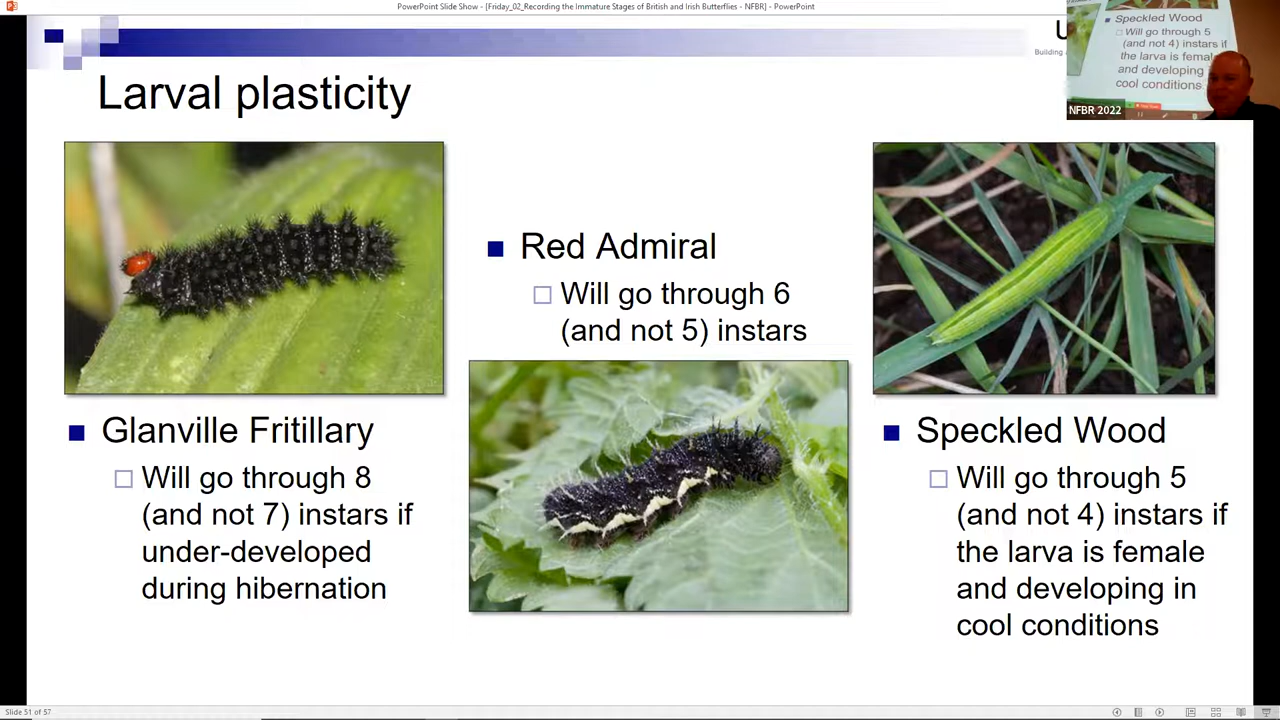 PowerPoint Slide Show - [Friday_02_Recording the Immature Stages of British and Irish Butterflies - NFBR] - PowerPoint
U
Building
Speckled Wood
Will go through 5
(and not 4) instars if
the larva is female
and developing
cool conditions
NFBR 2022
Larval plasticity
Red Admiral
Will go through 6
(and not 5) instars
Glanville Fritillary
Will go through 8
(and not 7) instars if
under-developed
during hibernation
Speckled Wood
Will go through 5
(and not 4) instars if
the larva is female
and developing in
cool conditions
Slide 51 of 57